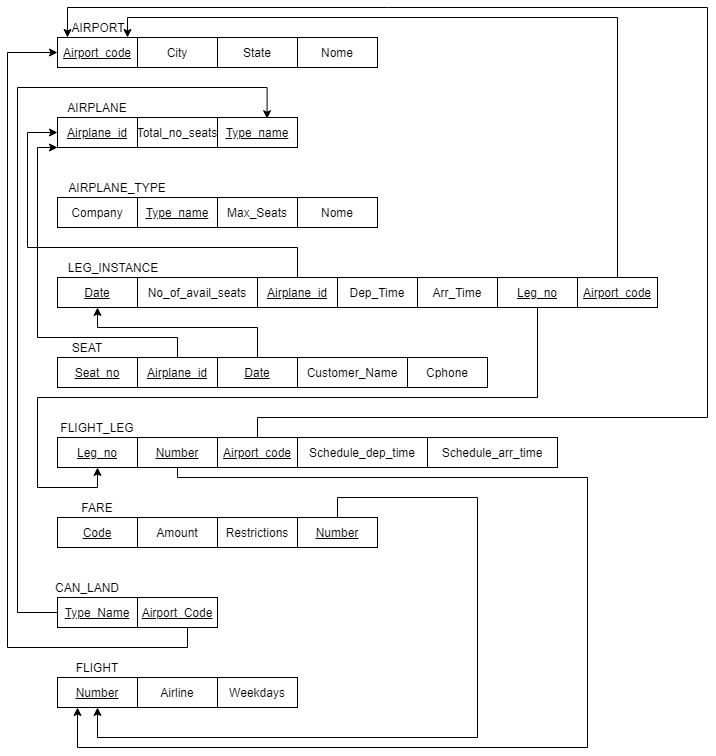 AIRPORT
Airport_code City State Nome
AIRPLANE
Airplane_id Total_no_seats Type_name
AIRPLANE_TYPE
Company Type_name Max_Seats Nome
LEG_INSTANCE
Date No_of_avail_seats Airplane_id Dep_Time Arr_Time Leg_no Airport_code
SEAT
Seat_no Airplane_id Date Customer_Name Cphone
FLIGHT_LEG
Leg_no Number Airport_code Schedule_dep_time Schedule_arr_time
FARE
Code Amount Restrictions Number
CAN_LAND
Type_Name Airport_Code
FLIGHT
Number Airline Weekdays